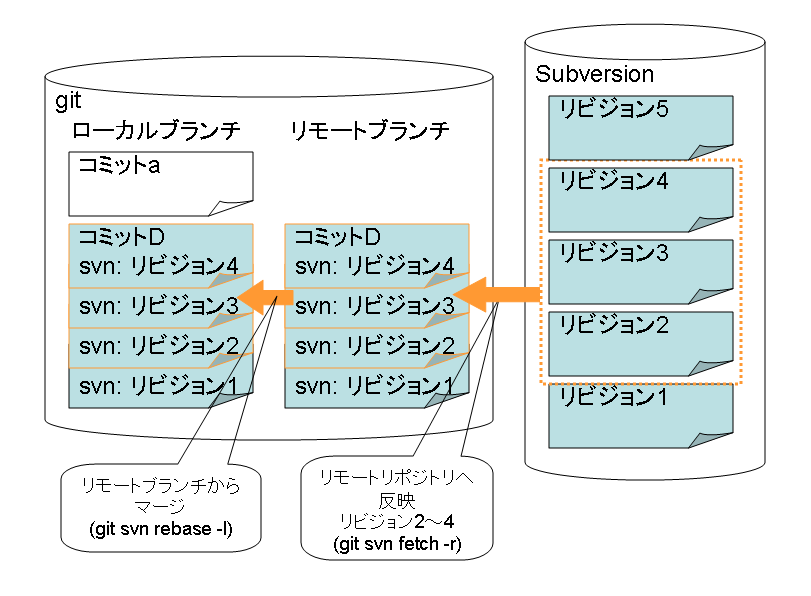 git
ローカルブランチ
コミットa
コミットD
svn: リビジョン4
svn: リビジョン3
svn: リビジョン2
svn: リビジョン1
リモートブランチ
コミットD
svn: リビジョン4
svn: リビジョン3
svn: リビジョン2
svn: リビジョン1
Subversion
リビジョン5
リビジョン4
リビジョン3
リビジョン2
リビジョン1
リモートブランチから
マージ
(git svn rebase -l)
リモートリポジトリへ
反映
リビジョン2~4
(git svn fetch -r)